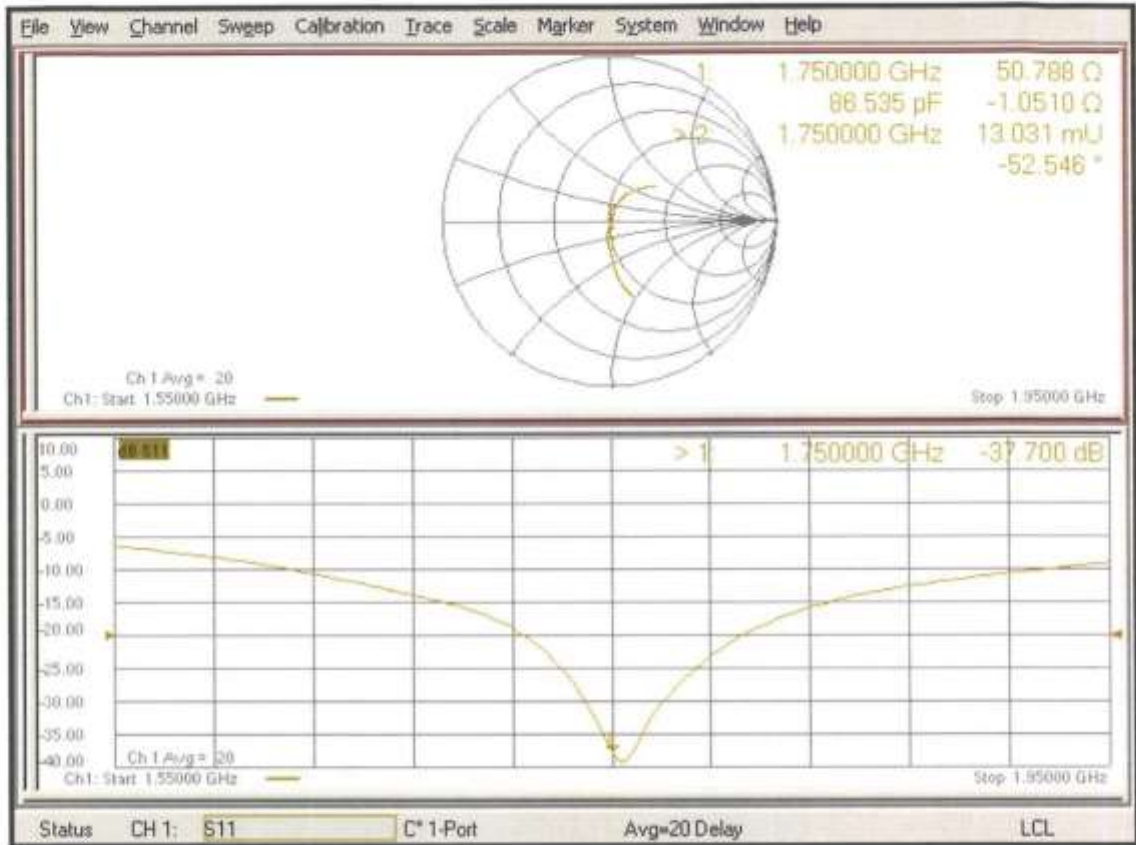 File View Channel Sweep Calibration Trace Scale Marker System Window Help
1: 1.750000 GHz 50.788 Ω
86.535 pF -1.0510 Ω
> 2: 1.750000 GHz 13.031 mU
-52.546 °
Ch 1 Avg = 20
Ch1: Start 1.55000 GHz Stop 1.95000 GHz
10.00 dB S11 > 1: 1.750000 GHz -37.700 dB
5.00
0.00
-5.00
-10.00
-15.00
-20.00
-25.00
-30.00
-35.00
-40.00 Ch 1 Avg = 20
Ch1: Start 1.55000 GHz Stop 1.95000 GHz
Status CH 1: S11 C* 1-Port Avg=20 Delay LCL